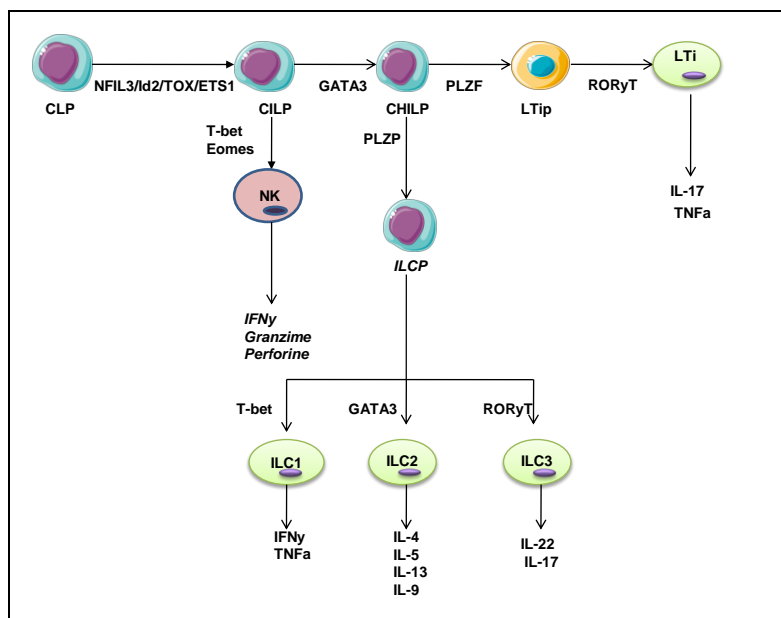 CLP
NFIL3/Id2/TOX/ETS1
CILP
GATA3
CHILP
PLZF
LTip
RORyT
LTi
T-bet
Eomes
PLZP
NK
IL-17
TNFa
ILCP
IFNy
Granzime
Perforine
T-bet
GATA3
RORyT
ILC1
ILC2
ILC3
IFNy
TNFa
IL-4
IL-5
IL-13
IL-9
IL-22
IL-17